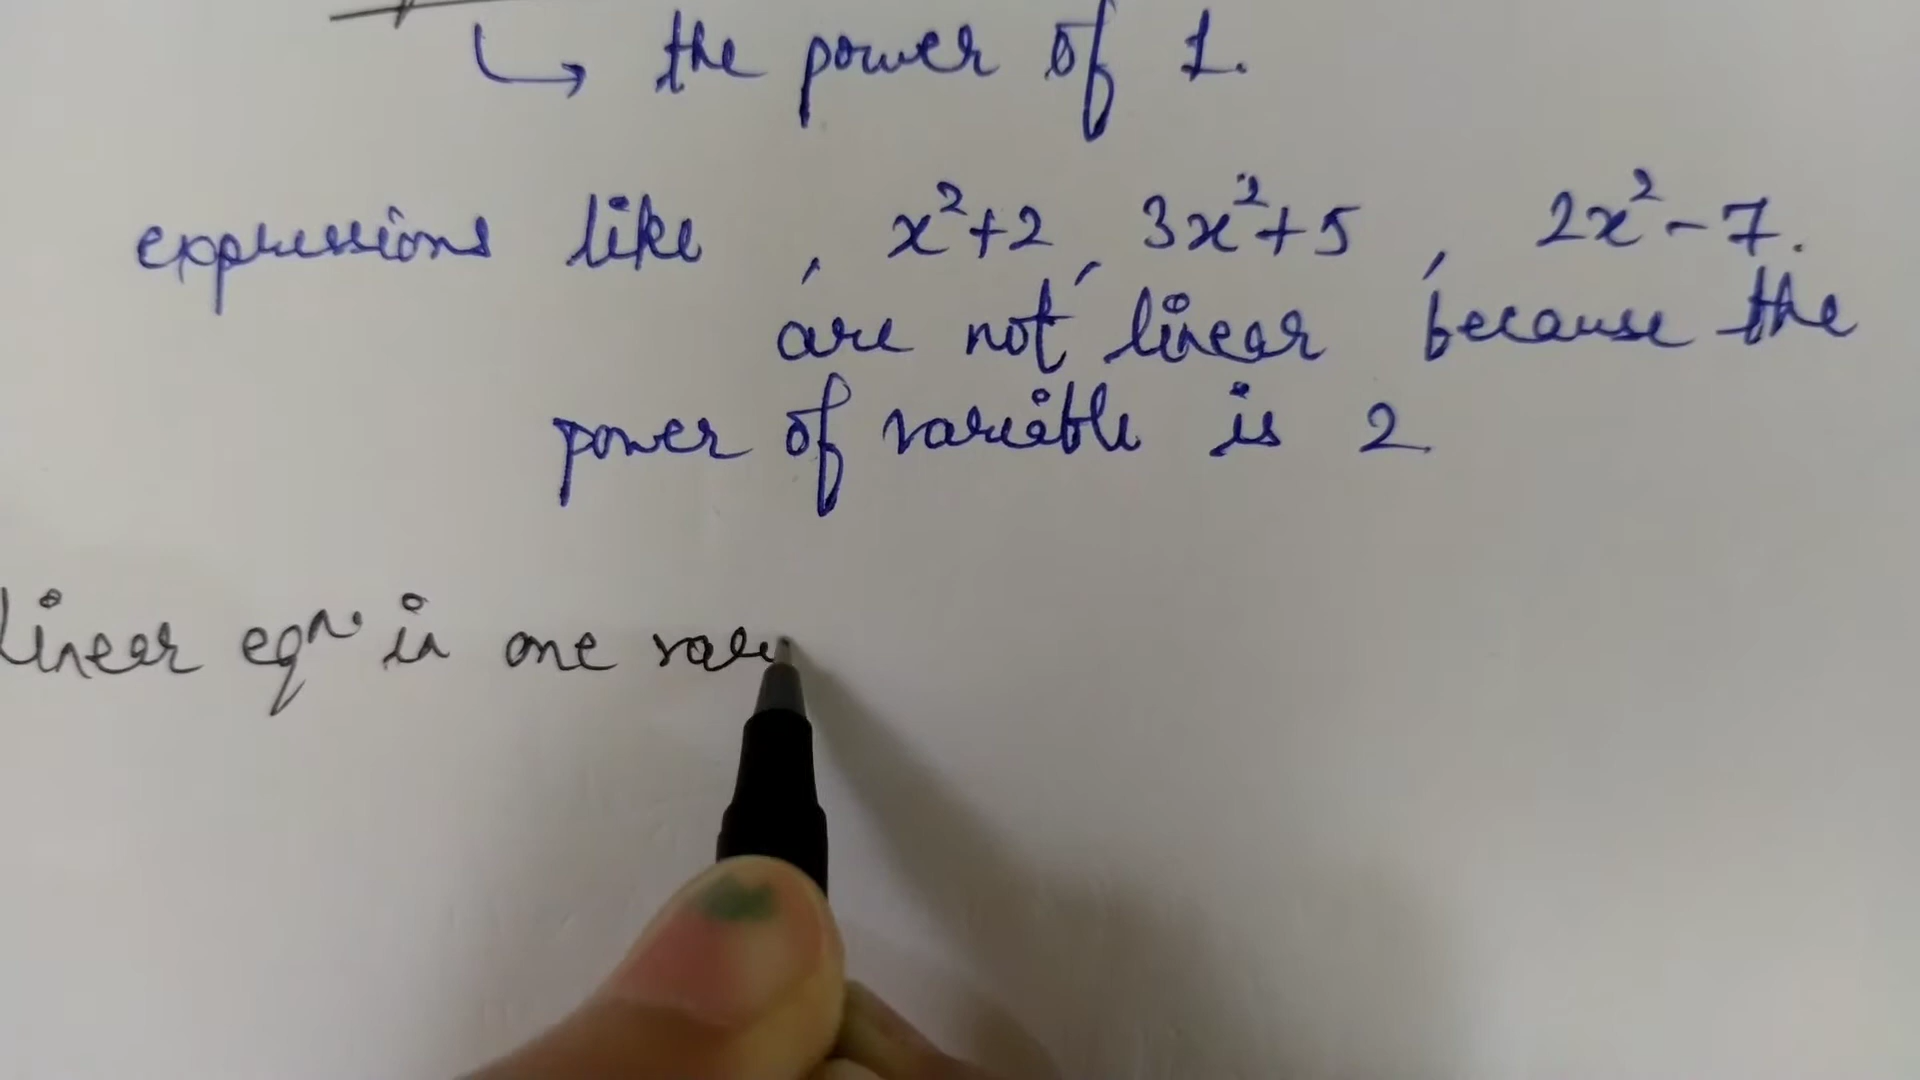 ↳ the power of 1.
expressions like, x²+2, 3x²+5, 2x²-7.
are not linear because the
power of variable is 2
Linear eqⁿ. in one vari